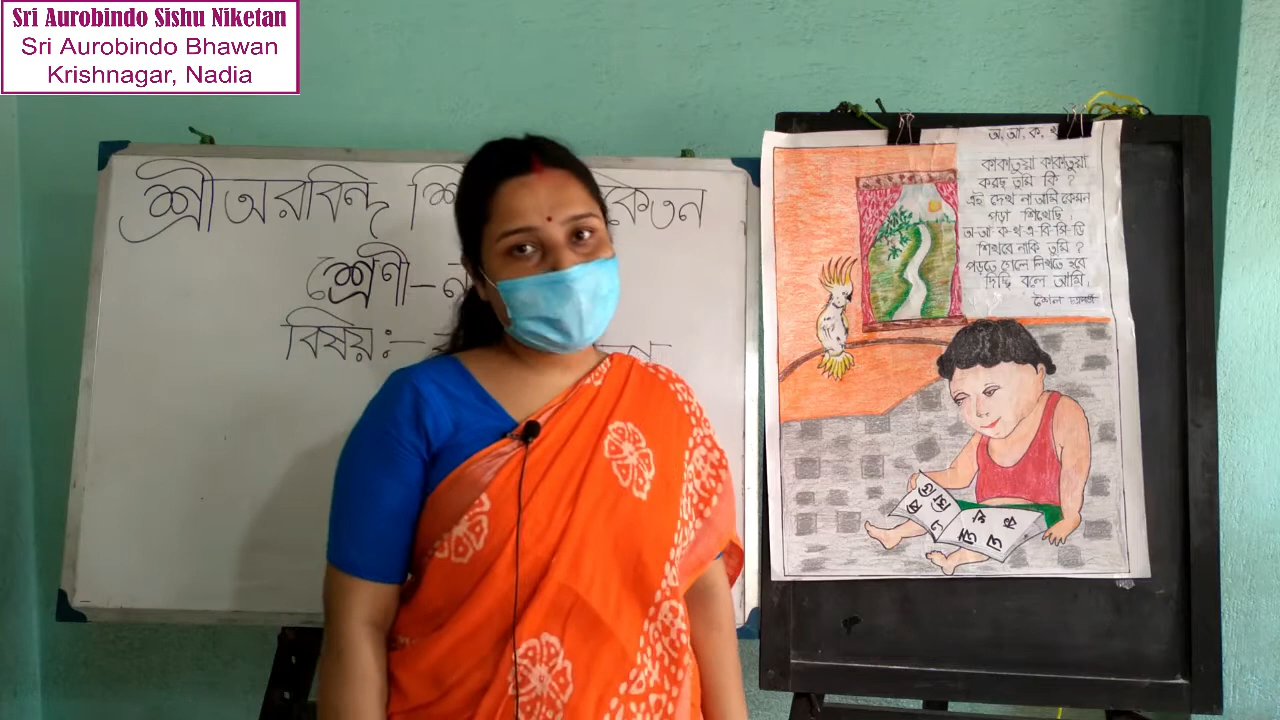 Sri Aurobindo Sishu Niketan
Sri Aurobindo Bhawan
Krishnagar, Nadia
শ্রীঅরবিন্দ শি কেতন
শ্রেণী-ন
বিষয়:-
অ, আ, ক, খ
কাকাতুয়া কাকাতুয়া
করছ তুমি কি ?
এই দেখ না আমি কেমন
পড়া শিখেছি।
অ-আ-ক-খ-এ-বি-সি-ডি
শিখবে নাকি তুমি ?
পড়তে গেলে লিখতে হবে
দিদি বলে আমি।
শৈল
এ বি সি ডি
অ আ ক খ